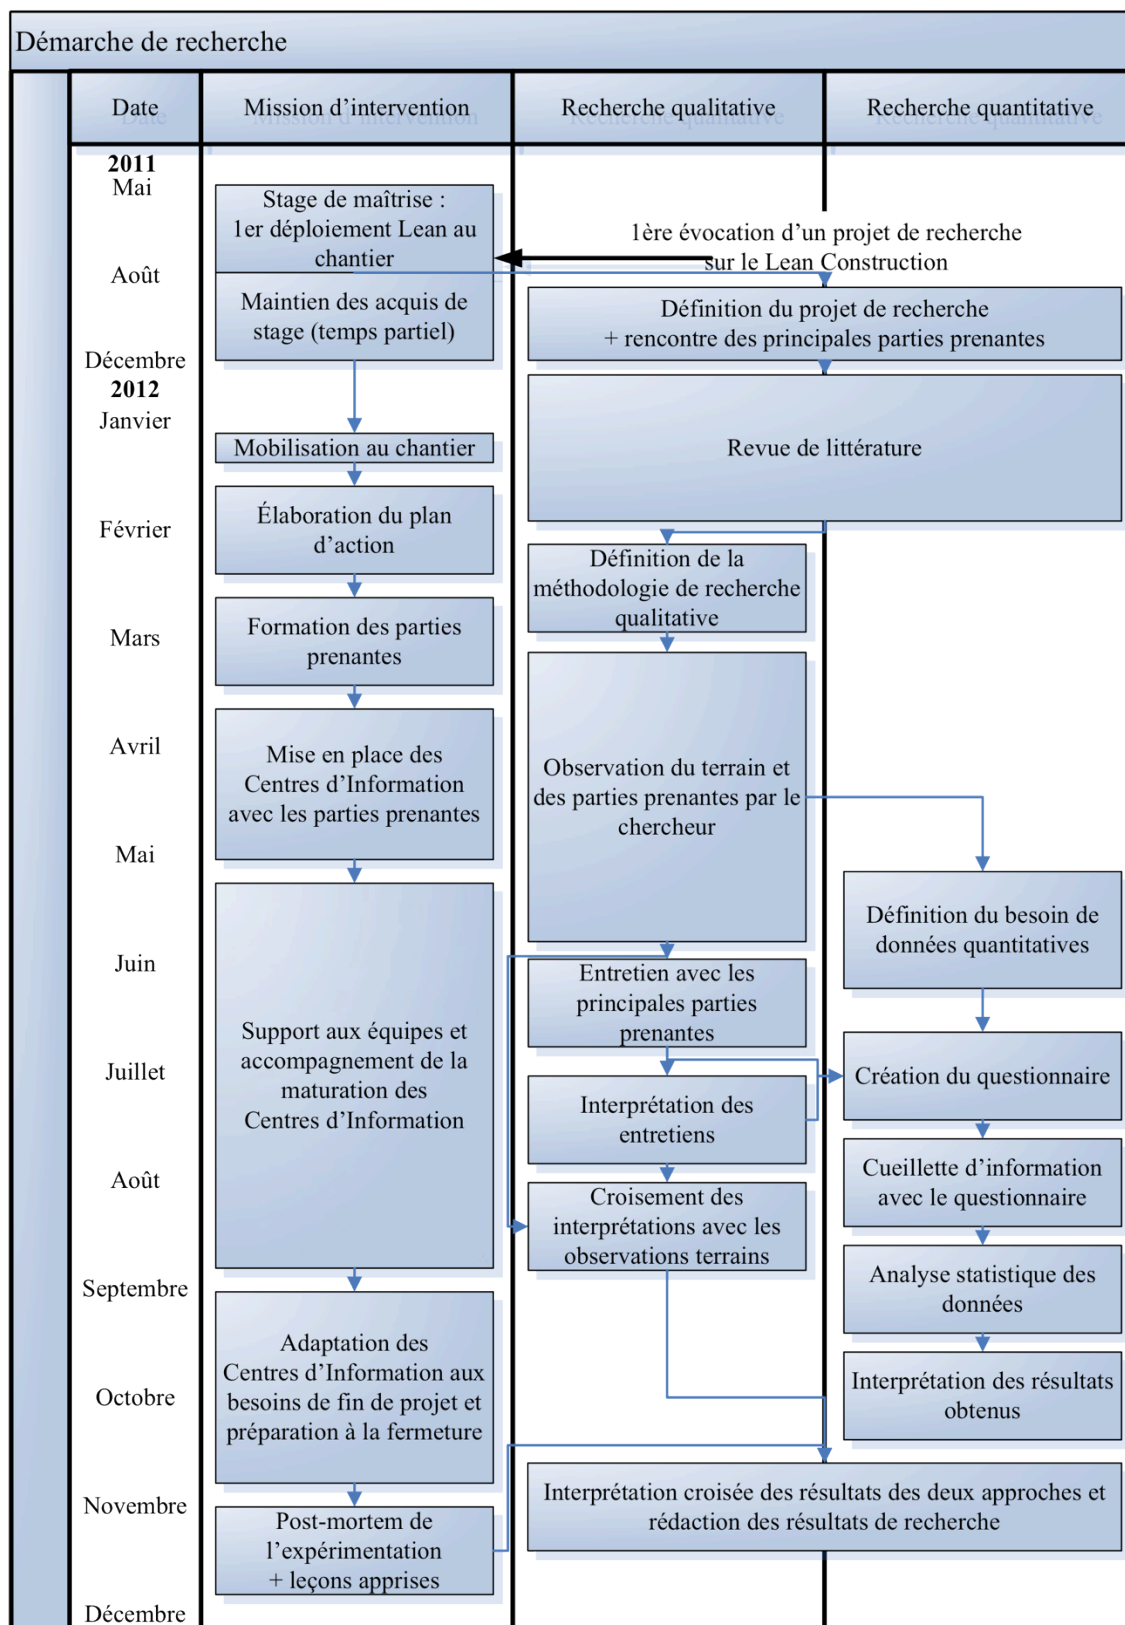 Démarche de recherche
Date
Mission d’intervention
Recherche qualitative
Recherche quantitative
2011
Mai
Août
Décembre
2012
Janvier
Février
Mars
Avril
Mai
Juin
Juillet
Août
Septembre
Octobre
Novembre
Décembre
Stage de maîtrise :
1er déploiement Lean au
chantier
Maintien des acquis de
stage (temps partiel)
Mobilisation au chantier
Élaboration du plan
d’action
Formation des parties
prenantes
Mise en place des
Centres d’Information
avec les parties prenantes
Support aux équipes et
accompagnement de la
maturation des
Centres d’Information
Adaptation des
Centres d’Information aux
besoins de fin de projet et
préparation à la fermeture
Post-mortem de
l’expérimentation
+ leçons apprises
1ère évocation d’un projet de recherche
sur le Lean Construction
Définition du projet de recherche
+ rencontre des principales parties prenantes
Revue de littérature
Définition de la
méthodologie de recherche
qualitative
Observation du terrain et
des parties prenantes par le
chercheur
Entretien avec les
principales parties
prenantes
Interprétation des
entretiens
Croisement des
interprétations avec les
observations terrains
Définition du besoin de
données quantitatives
Création du questionnaire
Cueillette d’information
avec le questionnaire
Analyse statistique des
données
Interprétation des résultats
obtenus
Interprétation croisée des résultats des deux approches et
rédaction des résultats de recherche